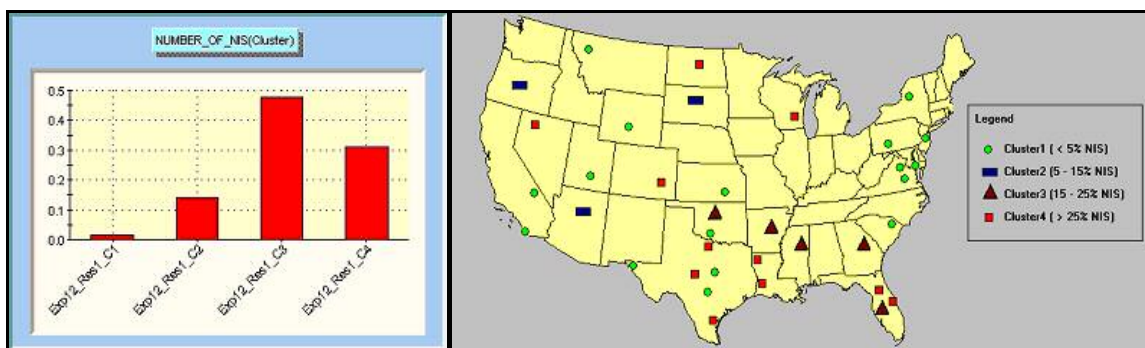 NUMBER_OF_NIS(Cluster)
0.5
0.4
0.3
0.2
0.1
0.0
Exp12_Res1_C1
Exp12_Res1_C2
Exp12_Res1_C3
Exp12_Res1_C4
Legend
Cluster1 ( < 5% NIS)
Cluster2 (5 - 15% NIS)
Cluster3 (15 - 25% NIS)
Cluster4 ( > 25% NIS)